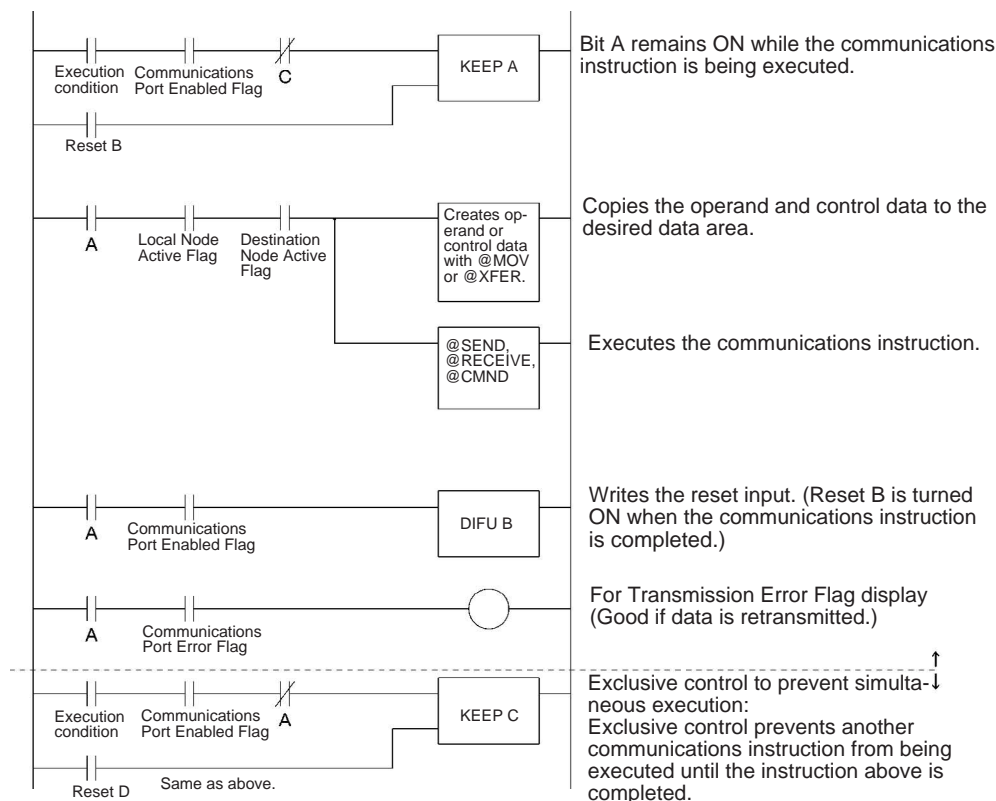 Bit A remains ON while the communications
instruction is being executed.
KEEP A
Execution
condition
Communications
Port Enabled Flag
C
Reset B
Copies the operand and control data to the
desired data area.
Creates op-
erand or
control data
with @MOV
or @XFER.
A
Local Node
Active Flag
Destination
Node Active
Flag
@SEND,
@RECEIVE,
@CMND
Executes the communications instruction.
Writes the reset input. (Reset B is turned
ON when the communications instruction
is completed.)
DIFU B
A
Communications
Port Enabled Flag
For Transmission Error Flag display
(Good if data is retransmitted.)
A
Communications
Port Error Flag
Exclusive control to prevent simulta-
neous execution:
Exclusive control prevents another
communications instruction from being
executed until the instruction above is
completed.
KEEP C
Execution
condition
Communications
Port Enabled Flag
A
Reset D
Same as above.